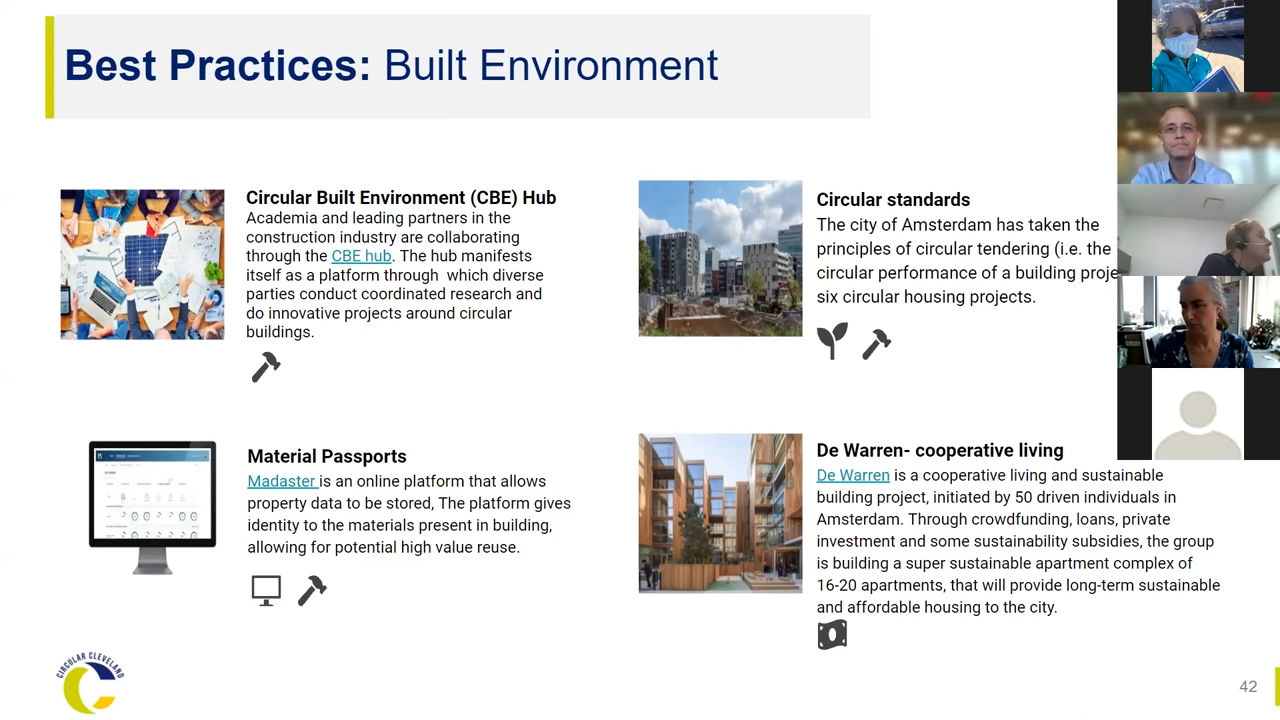 Best Practices: Built Environment
Circular Built Environment (CBE) Hub
Academia and leading partners in the
construction industry are collaborating
through the CBE hub. The hub manifests
itself as a platform through which diverse
parties conduct coordinated research and
do innovative projects around circular
buildings.
Circular standards
The city of Amsterdam has taken the
principles of circular tendering (i.e. the
circular performance of a building proje
six circular housing projects.
Material Passports
Madaster is an online platform that allows
property data to be stored, The platform gives
identity to the materials present in building,
allowing for potential high value reuse.
De Warren- cooperative living
De Warren is a cooperative living and sustainable
building project, initiated by 50 driven individuals in
Amsterdam. Through crowdfunding, loans, private
investment and some sustainability subsidies, the group
is building a super sustainable apartment complex of
16-20 apartments, that will provide long-term sustainable
and affordable housing to the city.
CIRCULAR CLEVELAND
42